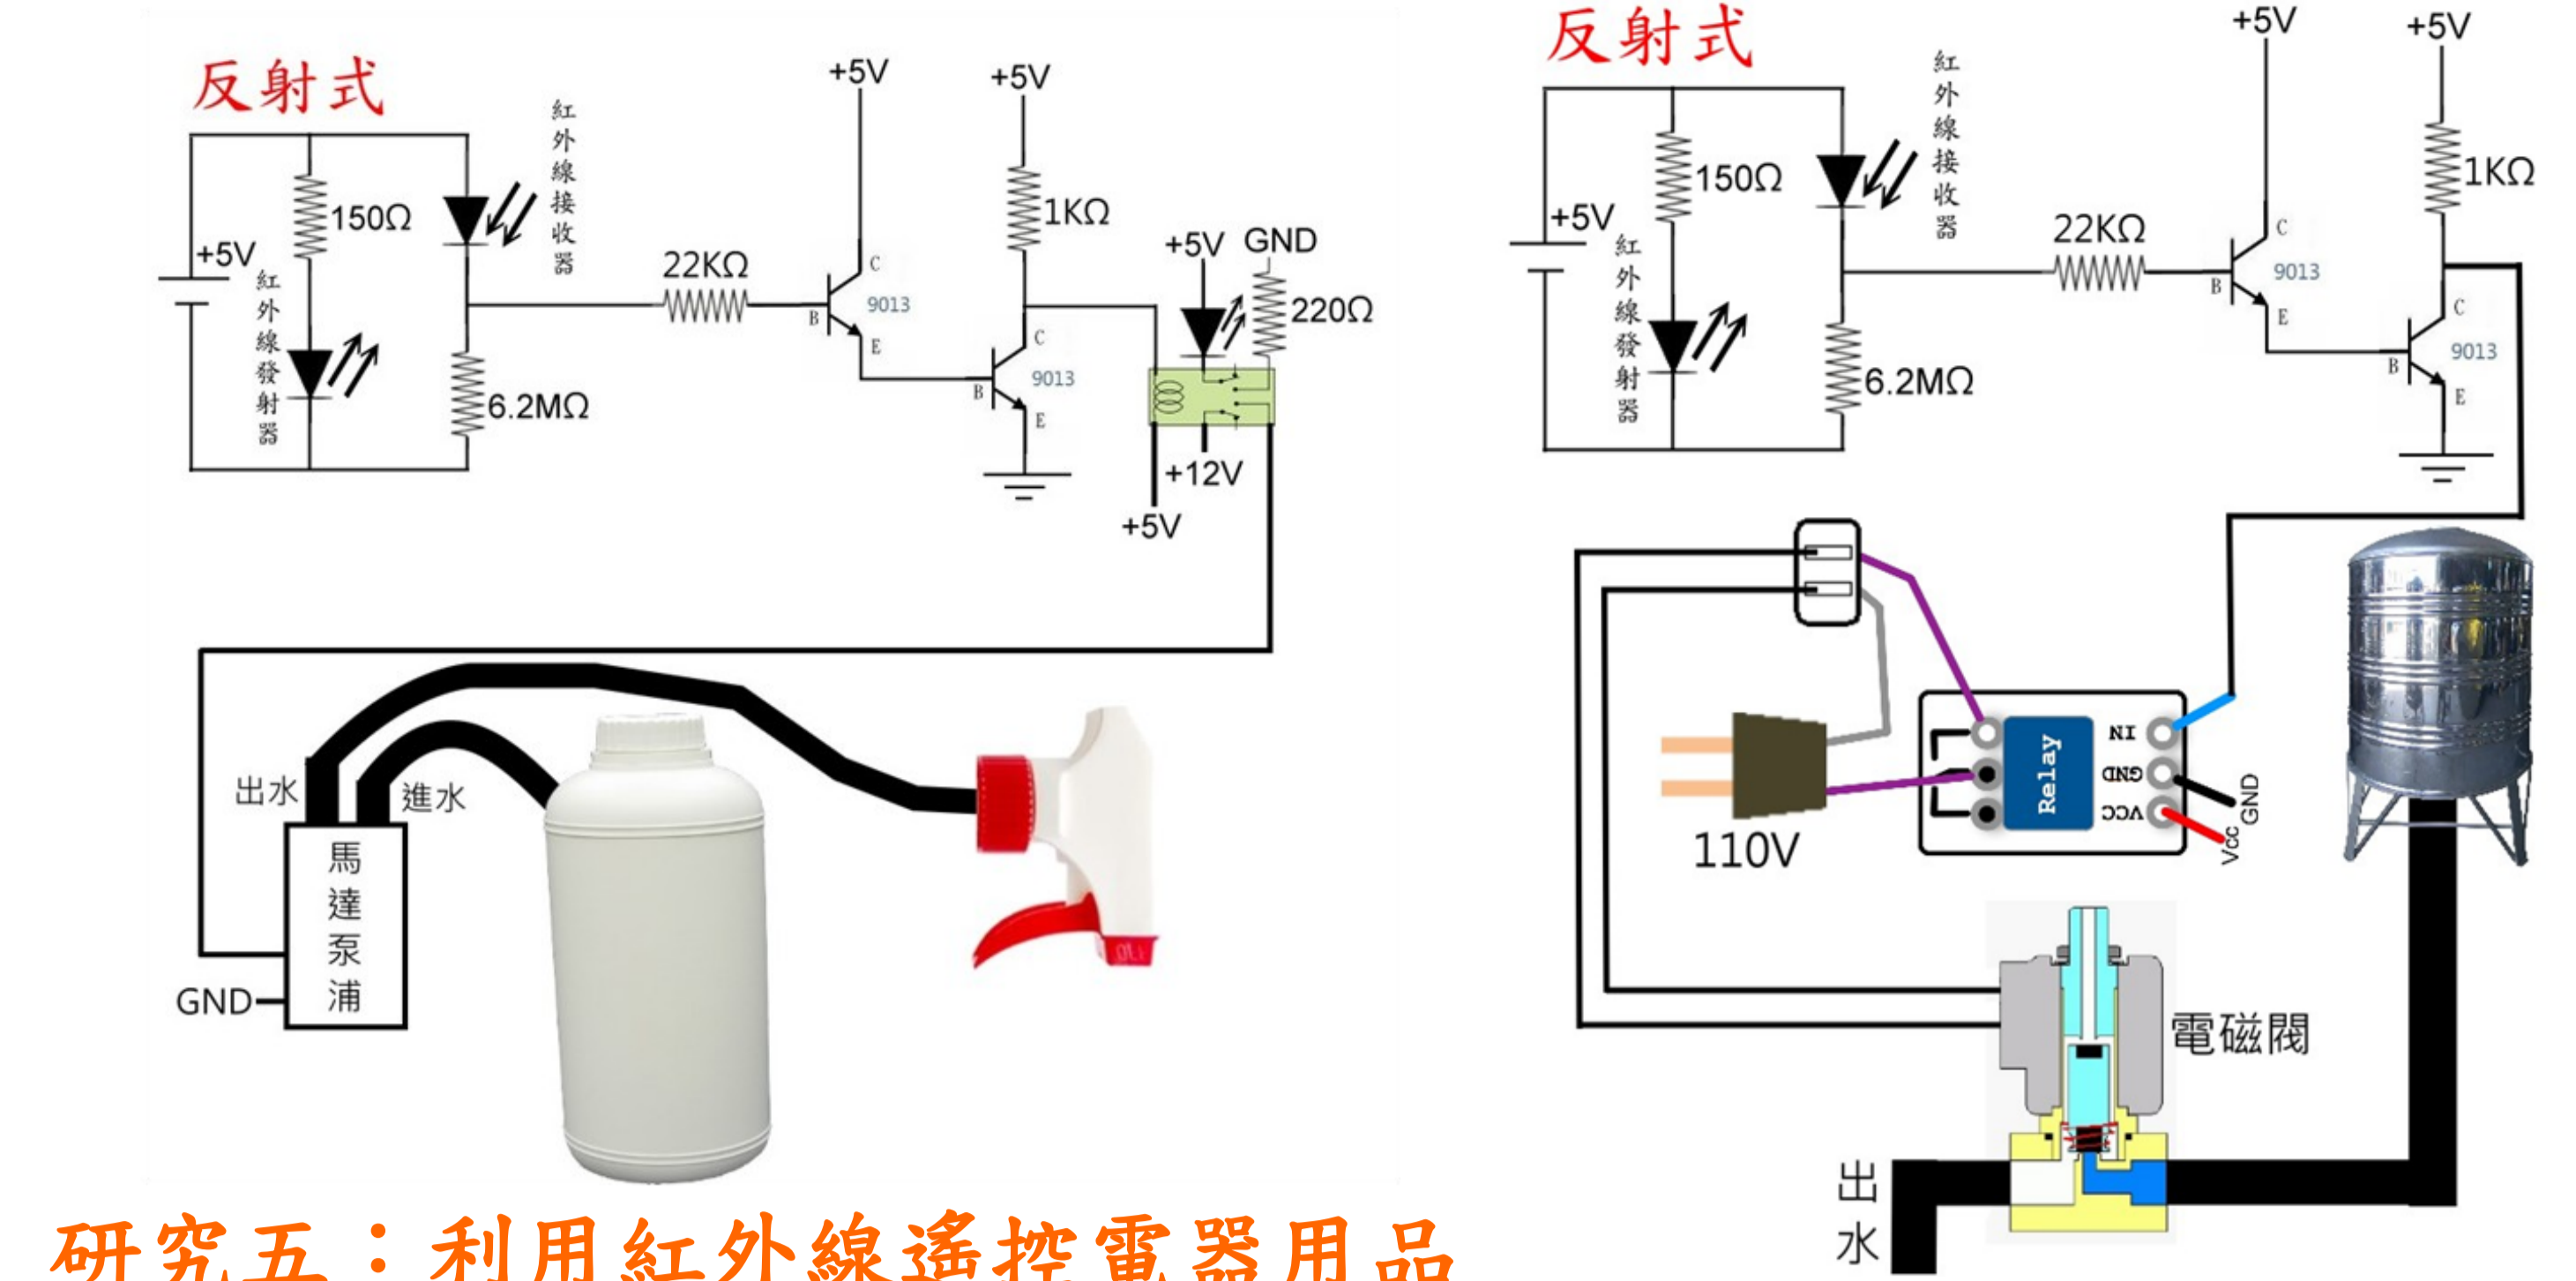 反射式
+5V
+5V
紅外線接收器
150Ω
1KΩ
+5V
GND
+5V
22KΩ
C
9013
B
E
220Ω
紅外線發射器
6.2MΩ
C
9013
B
E
+12V
+5V
出水
進水
馬達泵浦
GND
反射式
+5V
+5V
紅外線接收器
150Ω
1KΩ
+5V
22KΩ
C
9013
B
E
紅外線發射器
6.2MΩ
C
9013
B
E
110V
Relay
IN
GND
VCC
GND
Vcc
電磁閥
出水
研究五：利用紅外線遙控電器用品